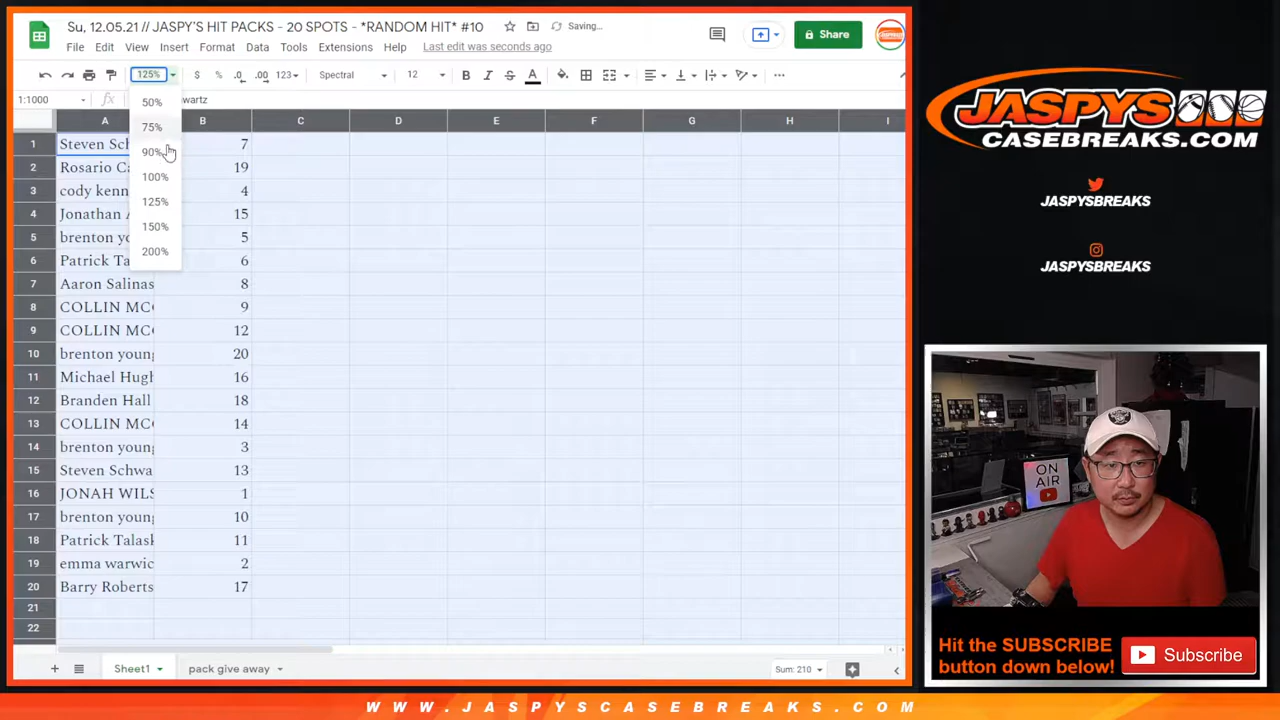 Su, 12.05.21 // JASPY'S HIT PACKS - 20 SPOTS - *RANDOM HIT* #10
Saving...
File Edit View Insert Format Data Tools Extensions Help Last edit was seconds ago
Share
JASPYS
CASEBREAKS.COM
125% $ % .0 .00 123 Spectral 12 B I S A
1:1000 fx wartz
50%
75%
90%
100%
125%
150%
200%
A B C D E F G H I
1 Steven Sch 7
2 Rosario Ca 19
3 cody kenn 4
4 Jonathan A 15
5 brenton yo 5
6 Patrick Ta 6
7 Aaron Salinas 8
8 COLLIN MC 9
9 COLLIN MC 12
10 brenton young 20
11 Michael Hugh 16
12 Branden Hall 18
13 COLLIN MC 14
14 brenton young 3
15 Steven Schwa 13
16 JONAH WILS 1
17 brenton young 10
18 Patrick Talask 11
19 emma warwic 2
20 Barry Roberts 17
21
22
Sheet1 pack give away Sum: 210
JASPYSBREAKS
JASPYSBREAKS
ON
AIR
Hit the SUBSCRIBE
button down below!
Subscribe
WWW.JASPYSCASEBREAKS.COM